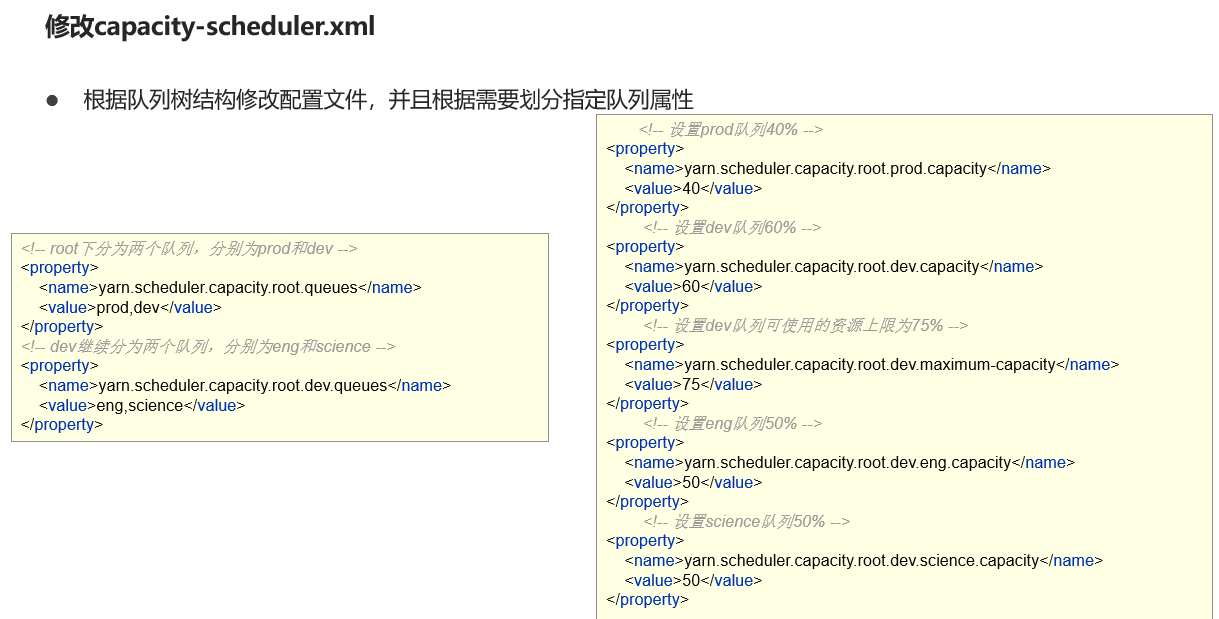 修改capacity-scheduler.xml
● 根据队列树结构修改配置文件，并且根据需要划分指定队列属性
<!-- root下分为两个队列，分别为prod和dev -->
<property>
<name>yarn.scheduler.capacity.root.queues</name>
<value>prod,dev</value>
</property>
<!-- dev继续分为两个队列，分别为eng和science -->
<property>
<name>yarn.scheduler.capacity.root.dev.queues</name>
<value>eng,science</value>
</property>
<!-- 设置prod队列40% -->
<property>
<name>yarn.scheduler.capacity.root.prod.capacity</name>
<value>40</value>
</property>
<!-- 设置dev队列60% -->
<property>
<name>yarn.scheduler.capacity.root.dev.capacity</name>
<value>60</value>
</property>
<!-- 设置dev队列可使用的资源上限为75% -->
<property>
<name>yarn.scheduler.capacity.root.dev.maximum-capacity</name>
<value>75</value>
</property>
<!-- 设置eng队列50% -->
<property>
<name>yarn.scheduler.capacity.root.dev.eng.capacity</name>
<value>50</value>
</property>
<!-- 设置science队列50% -->
<property>
<name>yarn.scheduler.capacity.root.dev.science.capacity</name>
<value>50</value>
</property>